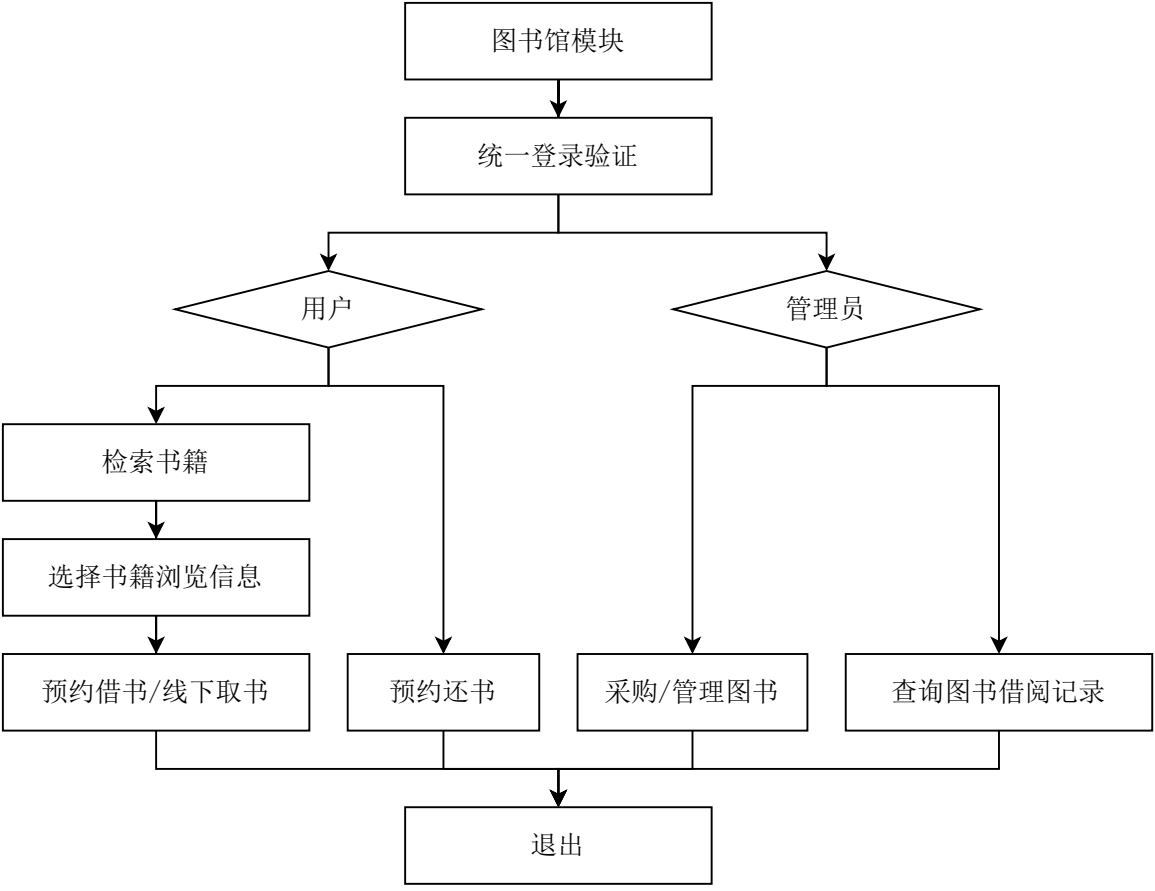 图书馆模块
统一登录验证
用户
管理员
检索书籍
选择书籍浏览信息
预约借书/线下取书
预约还书
采购/管理图书
查询图书借阅记录
退出